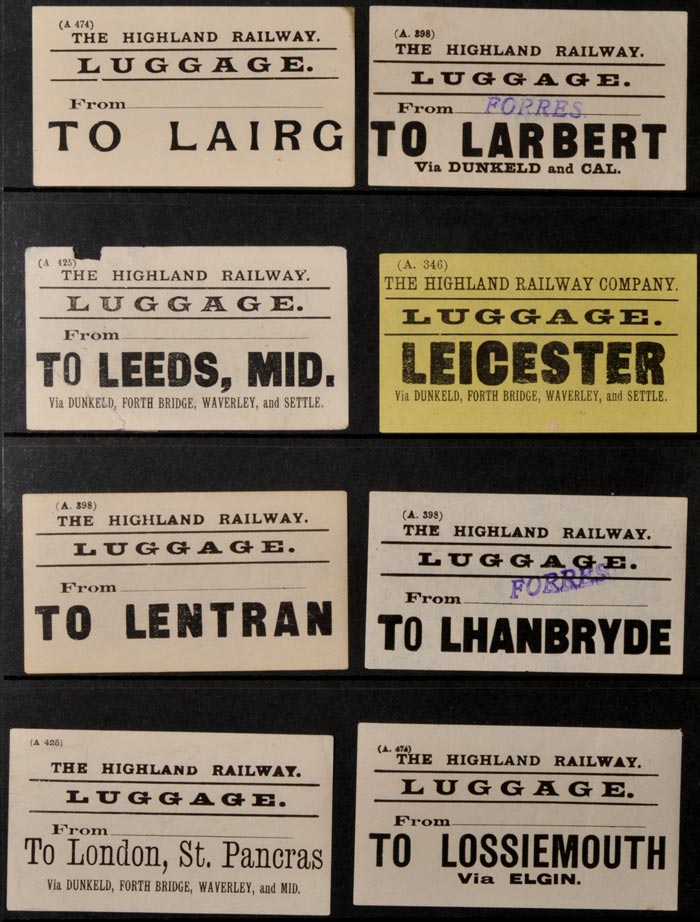 (A 474)
THE HIGHLAND RAILWAY.
LUGGAGE.
From
TO LAIRG
(A. 398)
THE HIGHLAND RAILWAY.
LUGGAGE.
From FORRES.
TO LARBERT
Via DUNKELD and CAL.
(A 425)
THE HIGHLAND RAILWAY.
LUGGAGE.
From
TO LEEDS, MID.
Via DUNKELD, FORTH BRIDGE, WAVERLEY, and SETTLE.
(A. 346)
THE HIGHLAND RAILWAY COMPANY.
LUGGAGE.
LEICESTER
Via DUNKELD, FORTH BRIDGE, WAVERLEY, and SETTLE.
(A. 398)
THE HIGHLAND RAILWAY.
LUGGAGE.
From
TO LENTRAN
(A. 398)
THE HIGHLAND RAILWAY.
LUGGAGE.
FORRES
From
TO LHANBRYDE
(A 425)
THE HIGHLAND RAILWAY.
LUGGAGE.
From
To London, St. Pancras
Via DUNKELD, FORTH BRIDGE, WAVERLEY, and MID.
(A. 474)
THE HIGHLAND RAILWAY.
LUGGAGE.
From
TO LOSSIEMOUTH
Via ELGIN.